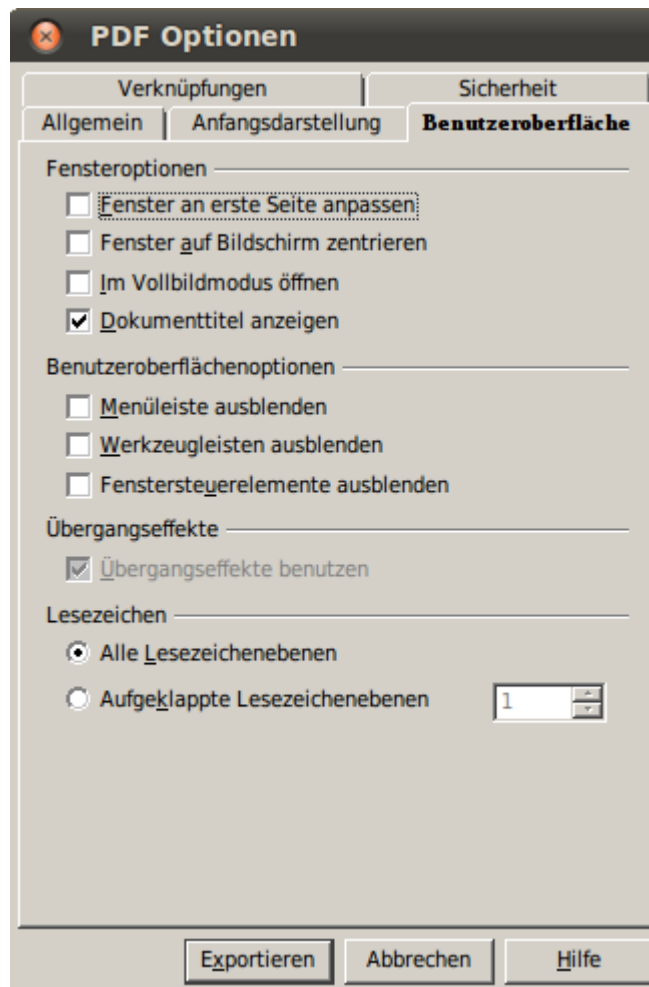 PDF Optionen
Verknüpfungen Sicherheit
Allgemein Anfangsdarstellung Benutzeroberfläche
Fensteroptionen
Fenster an erste Seite anpassen
Fenster auf Bildschirm zentrieren
Im Vollbildmodus öffnen
Dokumenttitel anzeigen
Benutzeroberflächenoptionen
Menüleiste ausblenden
Werkzeugleisten ausblenden
Fenstersteuerelemente ausblenden
Übergangseffekte
Übergangseffekte benutzen
Lesezeichen
Alle Lesezeichenebenen
Aufgeklappte Lesezeichenebenen 1
Exportieren Abbrechen Hilfe